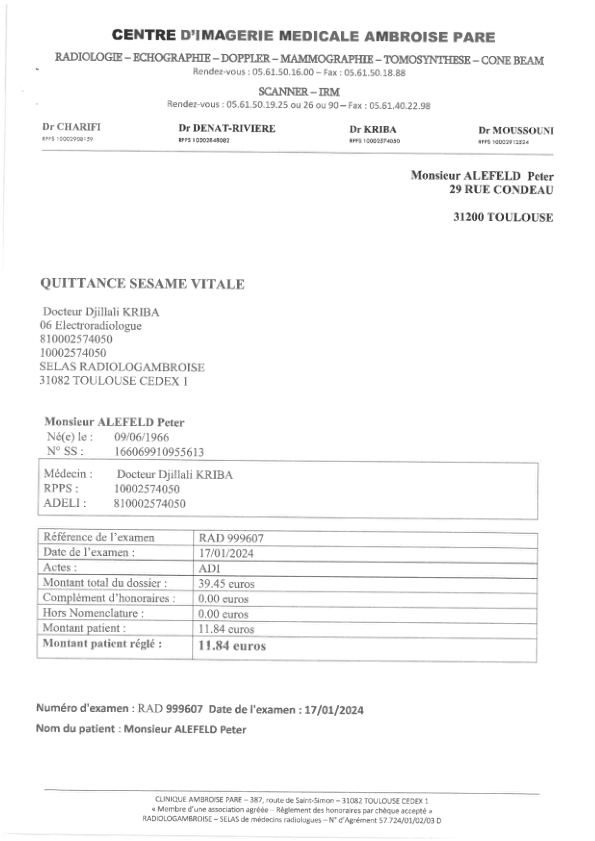 CENTRE D'IMAGERIE MEDICALE AMBROISE PARE
RADIOLOGIE – ECHOGRAPHIE – DOPPLER – MAMMOGRAPHIE – TOMOSYNTHESE – CONE BEAM
Rendez-vous : 05.61.50.16.00 – Fax : 05.61.50.18.88
SCANNER – IRM
Rendez-vous : 05.61.50.19.25 ou 26 ou 90 – Fax : 05.61.40.22.98
Dr CHARIFI Dr DENAT-RIVIERE Dr KRIBA Dr MOUSSOUNI
RPPS 10002908159 RPPS 10002848082 RPPS 10002574050 RPPS 10002912524
Monsieur ALEFELD Peter
29 RUE CONDEAU
31200 TOULOUSE
QUITTANCE SESAME VITALE
Docteur Djillali KRIBA
06 Electroradiologue
810002574050
10002574050
SELAS RADIOLOGAMBROISE
31082 TOULOUSE CEDEX 1
Monsieur ALEFELD Peter
Né(e) le : 09/06/1966
N° SS : 166069910955613
Médecin : Docteur Djillali KRIBA
RPPS : 10002574050
ADELI : 810002574050
Référence de l'examen RAD 999607
Date de l'examen : 17/01/2024
Actes : ADI
Montant total du dossier : 39.45 euros
Complément d'honoraires : 0.00 euros
Hors Nomenclature : 0.00 euros
Montant patient : 11.84 euros
Montant patient réglé : 11.84 euros
Numéro d'examen : RAD 999607 Date de l'examen : 17/01/2024
Nom du patient : Monsieur ALEFELD Peter
CLINIQUE AMBROISE PARE – 387, route de Saint-Simon – 31082 TOULOUSE CEDEX 1
« Membre d'une association agréée – Règlement des honoraires par chèque accepté »
RADIOLOGAMBROISE – SELAS de médecins radiologues – N° d'Agrément 57.724/01/02/03 D